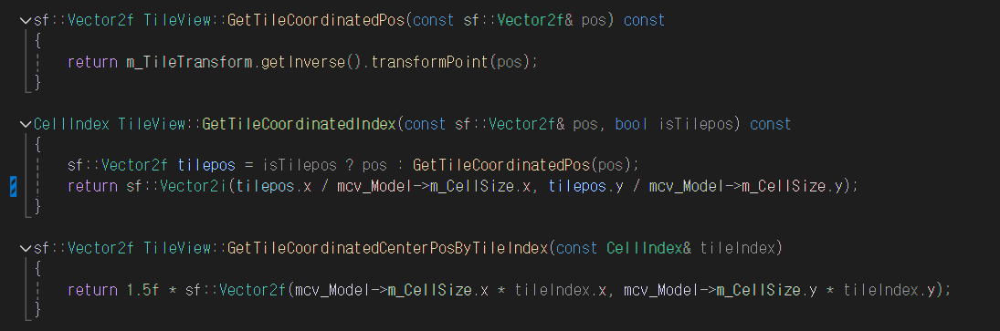 sf::Vector2f TileView::GetTileCoordinatedPos(const sf::Vector2f& pos) const
{
return m_TileTransform.getInverse().transformPoint(pos);
}
CellIndex TileView::GetTileCoordinatedIndex(const sf::Vector2f& pos, bool isTilepos) const
{
sf::Vector2f tilepos = isTilepos ? pos : GetTileCoordinatedPos(pos);
return sf::Vector2i(tilepos.x / mcv_Model->m_CellSize.x, tilepos.y / mcv_Model->m_CellSize.y);
}
sf::Vector2f TileView::GetTileCoordinatedCenterPosByTileIndex(const CellIndex& tileIndex)
{
return 1.5f * sf::Vector2f(mcv_Model->m_CellSize.x * tileIndex.x, mcv_Model->m_CellSize.y * tileIndex.y);
}